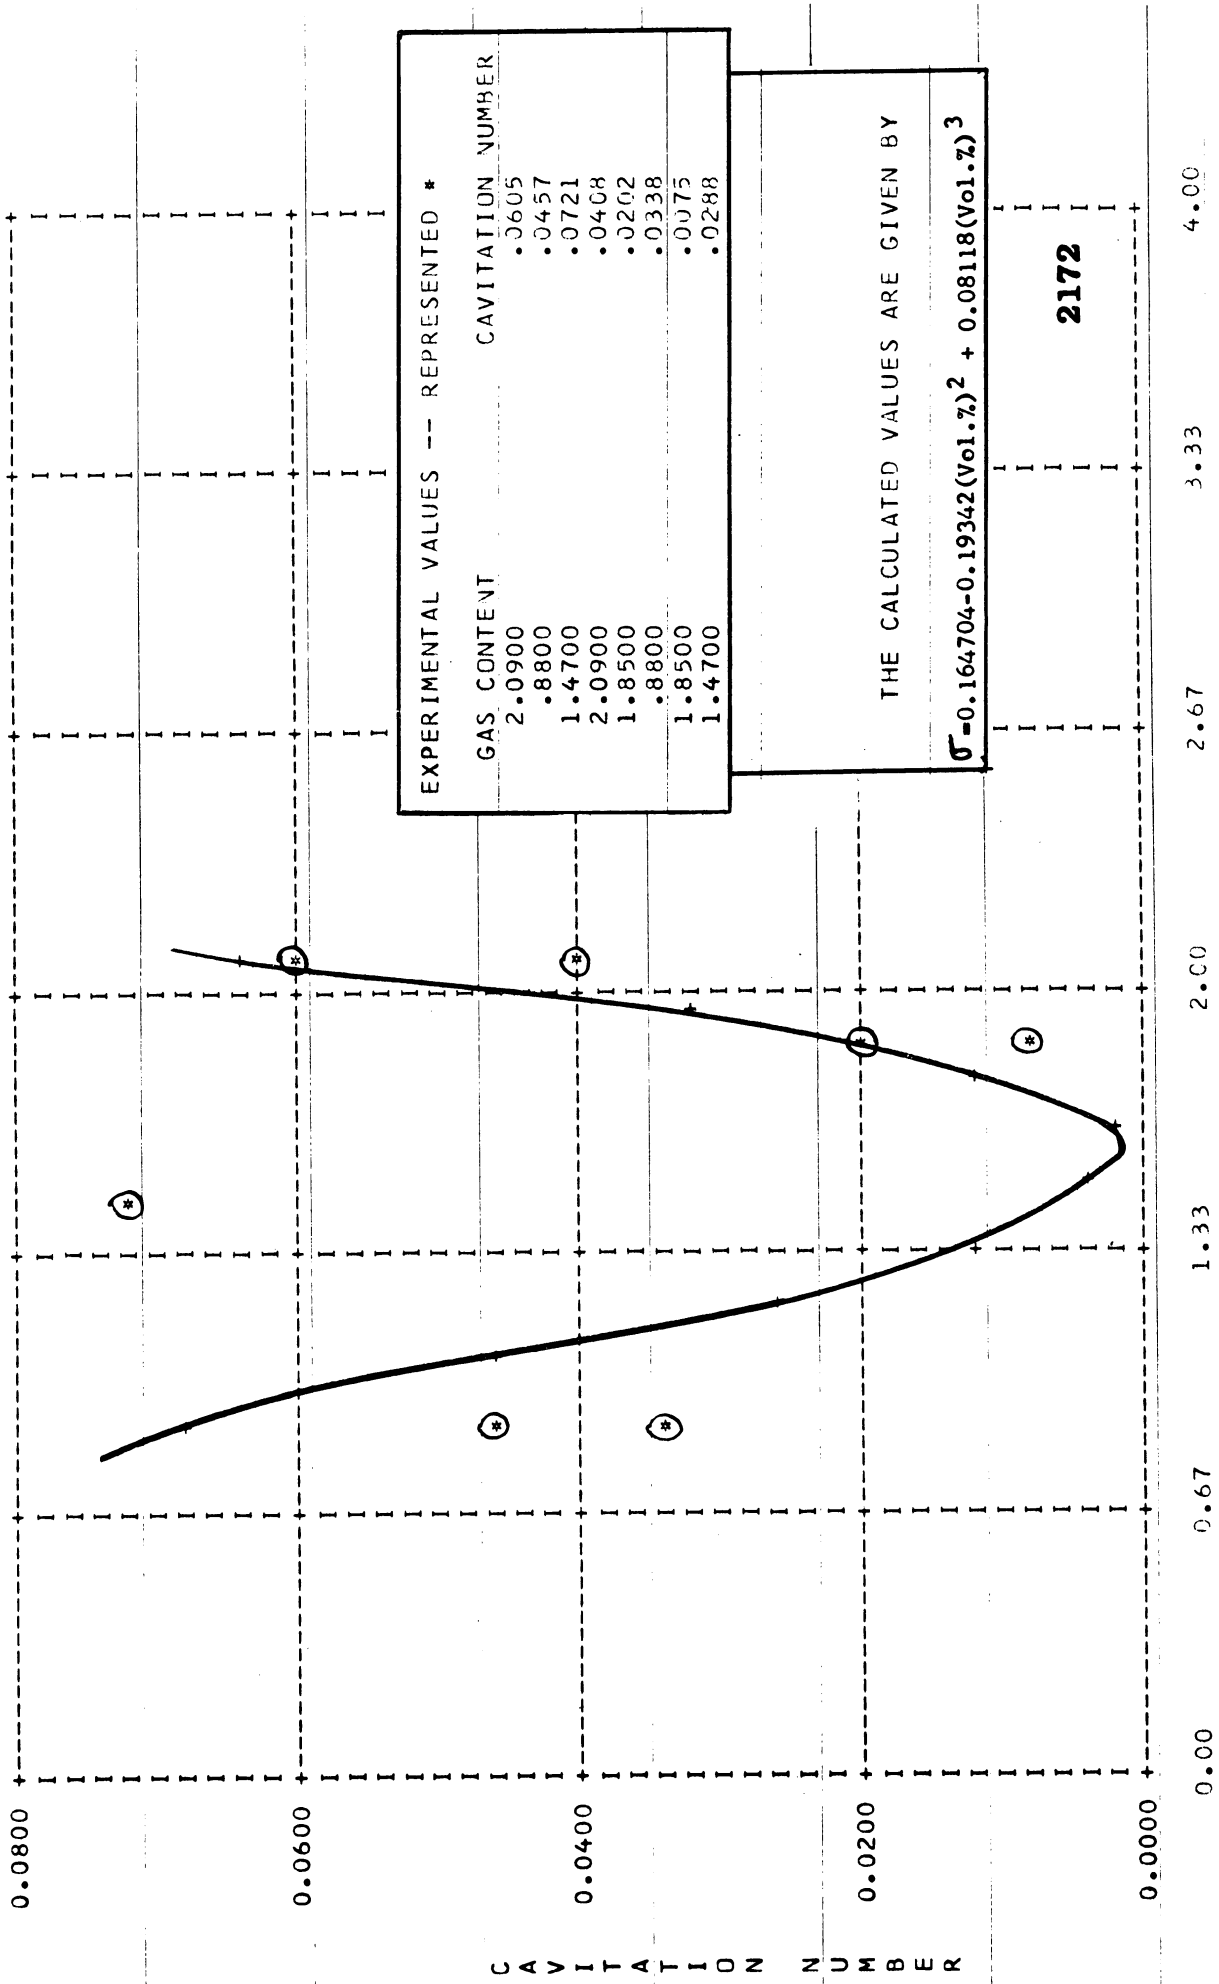 0.0800
0.0600
0.0400
0.0200
0.0000
CAVITATION NUMBER
0.00 0.67 1.33 2.00 2.67 3.33 4.00
EXPERIMENTAL VALUES -- REPRESENTED *
GAS CONTENT CAVITATION NUMBER
2.0900 .0605
.8800 .0457
1.4700 .0721
2.0900 .0408
1.8500 .0202
.8800 .0338
1.8500 .0075
1.4700 .0288
THE CALCULATED VALUES ARE GIVEN BY
σ=0.164704-0.19342(Vol.%)² + 0.08118(Vol.%)³
2172